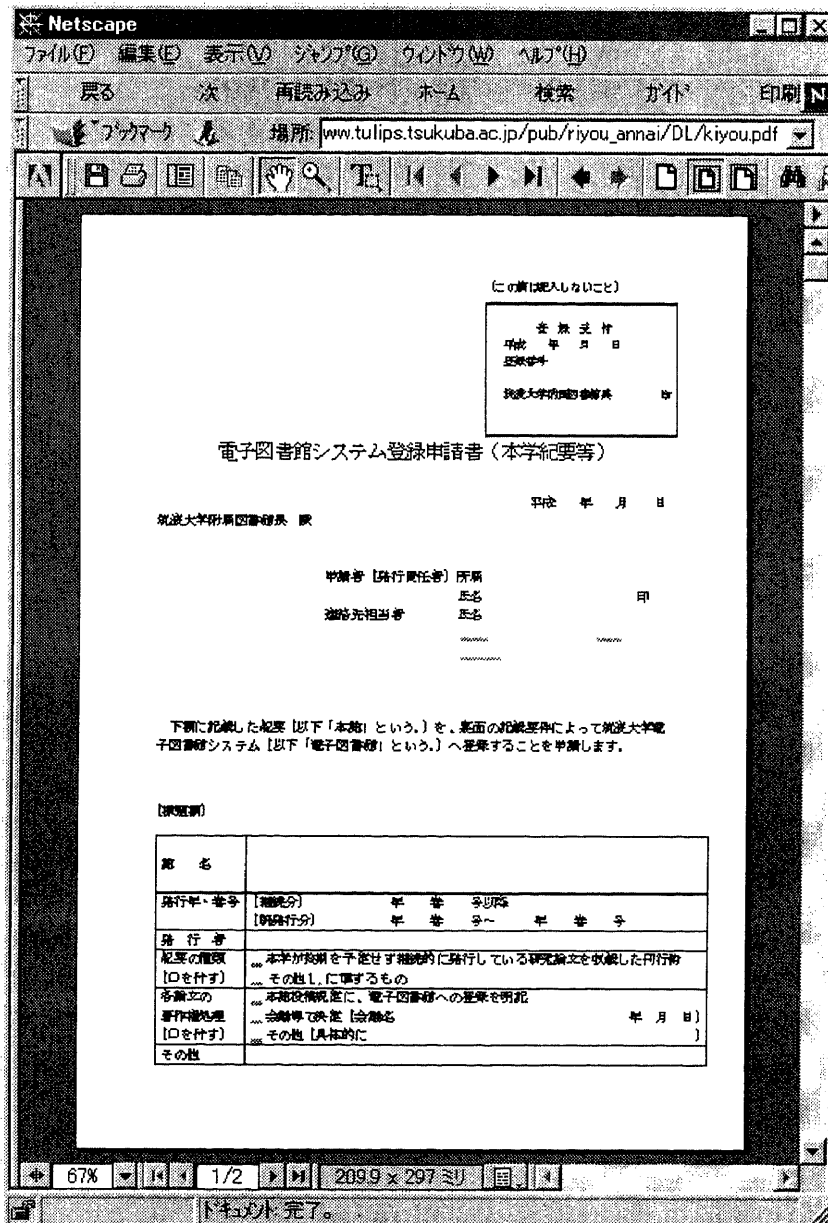 Netscape
ファイル(F) 編集(E) 表示(V) ジャンプ(G) ウィンドウ(W) ヘルプ(H)
戻る 次 再読み込み ホーム 検索 ガイド 印刷
ブックマーク 場所: ww.tulips.tsukuba.ac.jp/pub/riyou_annai/DL/kiyou.pdf
(この欄は記入しないこと)
登 録 受 付
平成 年 月 日
登録番号
筑波大学附属図書館長 印
電子図書館システム登録申請書(本学紀要等)
平成 年 月 日
筑波大学附属図書館長 殿
申請者 [発行責任者] 所属
氏名 印
連絡先担当者 氏名
下欄に記載した紀要 [以下「本誌」という.] を、裏面の記載要件によって筑波大学電
子図書館システム [以下「電子図書館」という.] へ登録することを申請します。
誌 名
発行年・巻号 [継続分] 年 巻 号以降
[既発行分] 年 巻 号~ 年 巻 号
発 行 者
紀要の種類 本学が終期を予定せず継続的に発行している研究論文を収載した刊行物
[口を付す] その他1.に準ずるもの
各論文の 本誌投稿規定に、電子図書館への登録を明記
著作権処理 会議等で決定 [会議名 年 月 日]
[口を付す] その他 [具体的に ]
その他
67% 1/2 209.9 x 297 ミリ
ドキュメント: 完了。